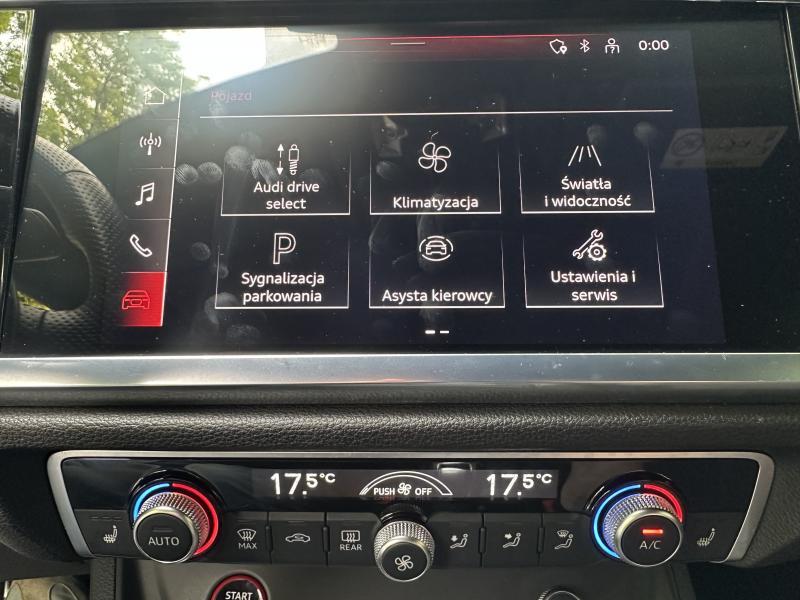 0:00
Pojazd
Audi drive
select
Klimatyzacja
Światła
i widoczność
P
Sygnalizacja
parkowania
Asysta kierowcy
Ustawienia i
serwis
17.5°C
PUSH OFF
17.5°C
AUTO
MAX
REAR
A/C
START